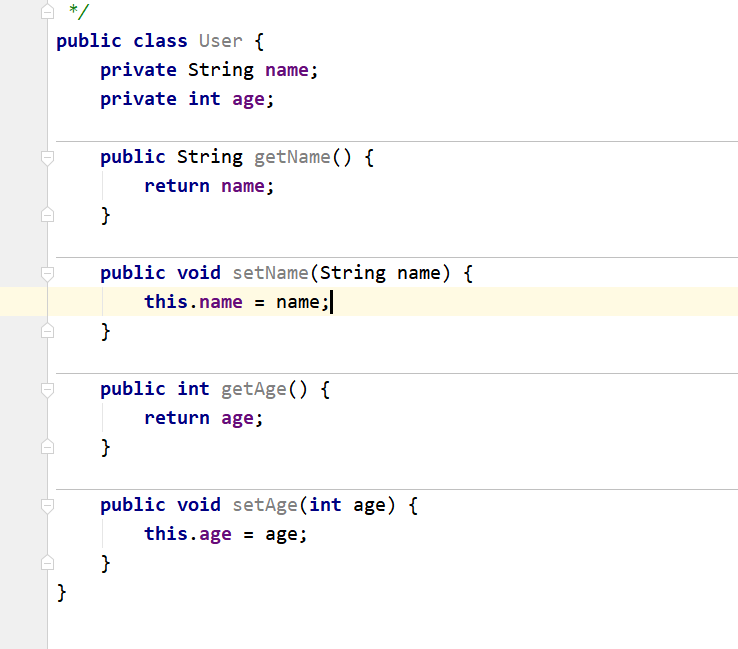 */
public class User {
    private String name;
    private int age;

    public String getName() {
        return name;
    }

    public void setName(String name) {
        this.name = name;
    }

    public int getAge() {
        return age;
    }

    public void setAge(int age) {
        this.age = age;
    }
}